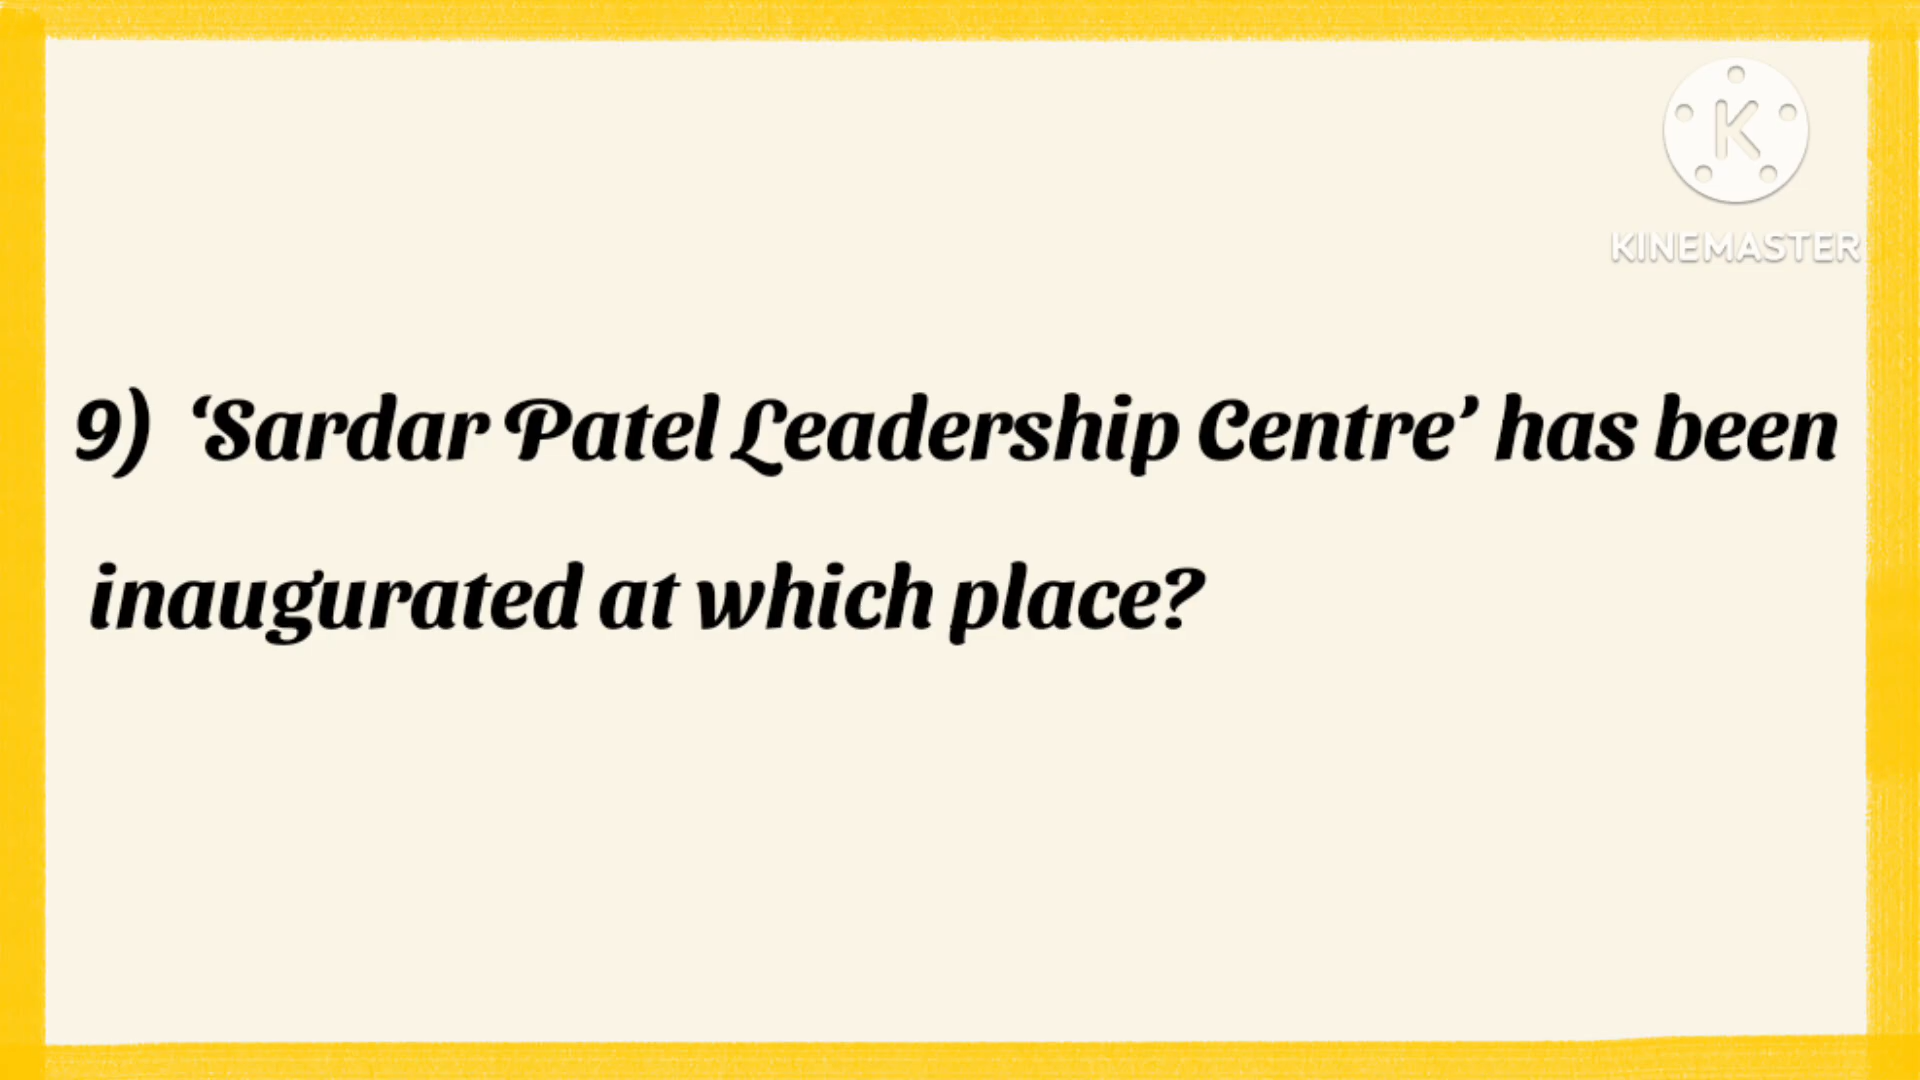 KINEMASTER
9) ‘Sardar Patel Leadership Centre’ has been
inaugurated at which place?